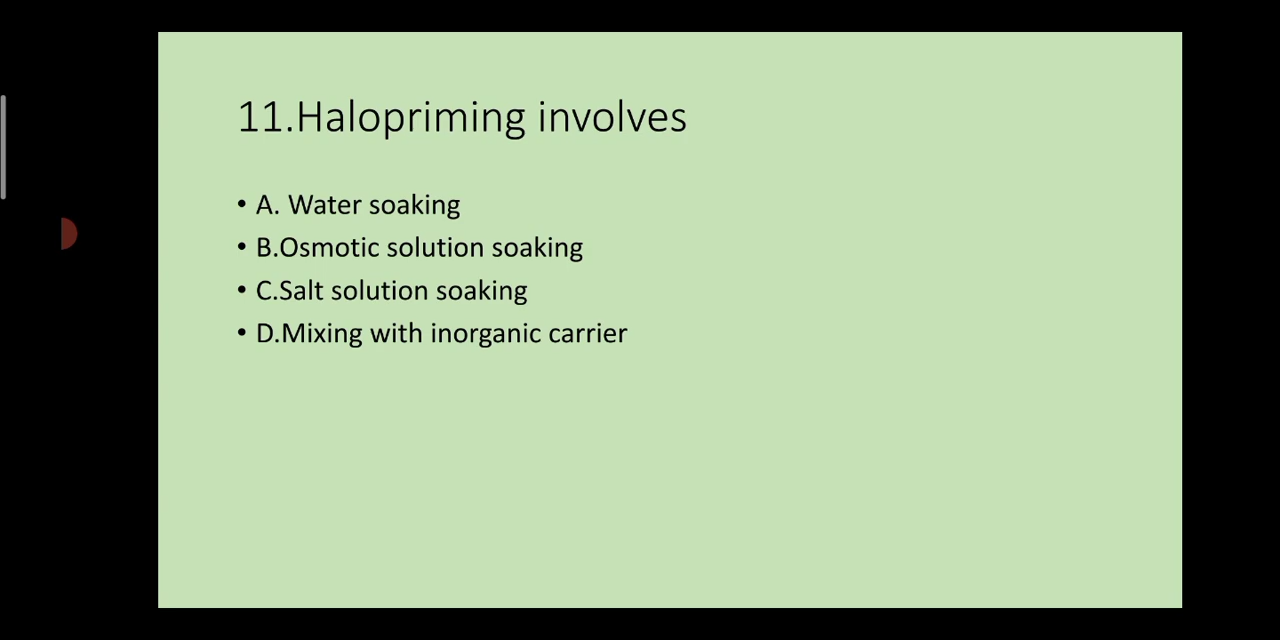 11.Halopriming involves
• A. Water soaking
• B.Osmotic solution soaking
• C.Salt solution soaking
• D.Mixing with inorganic carrier